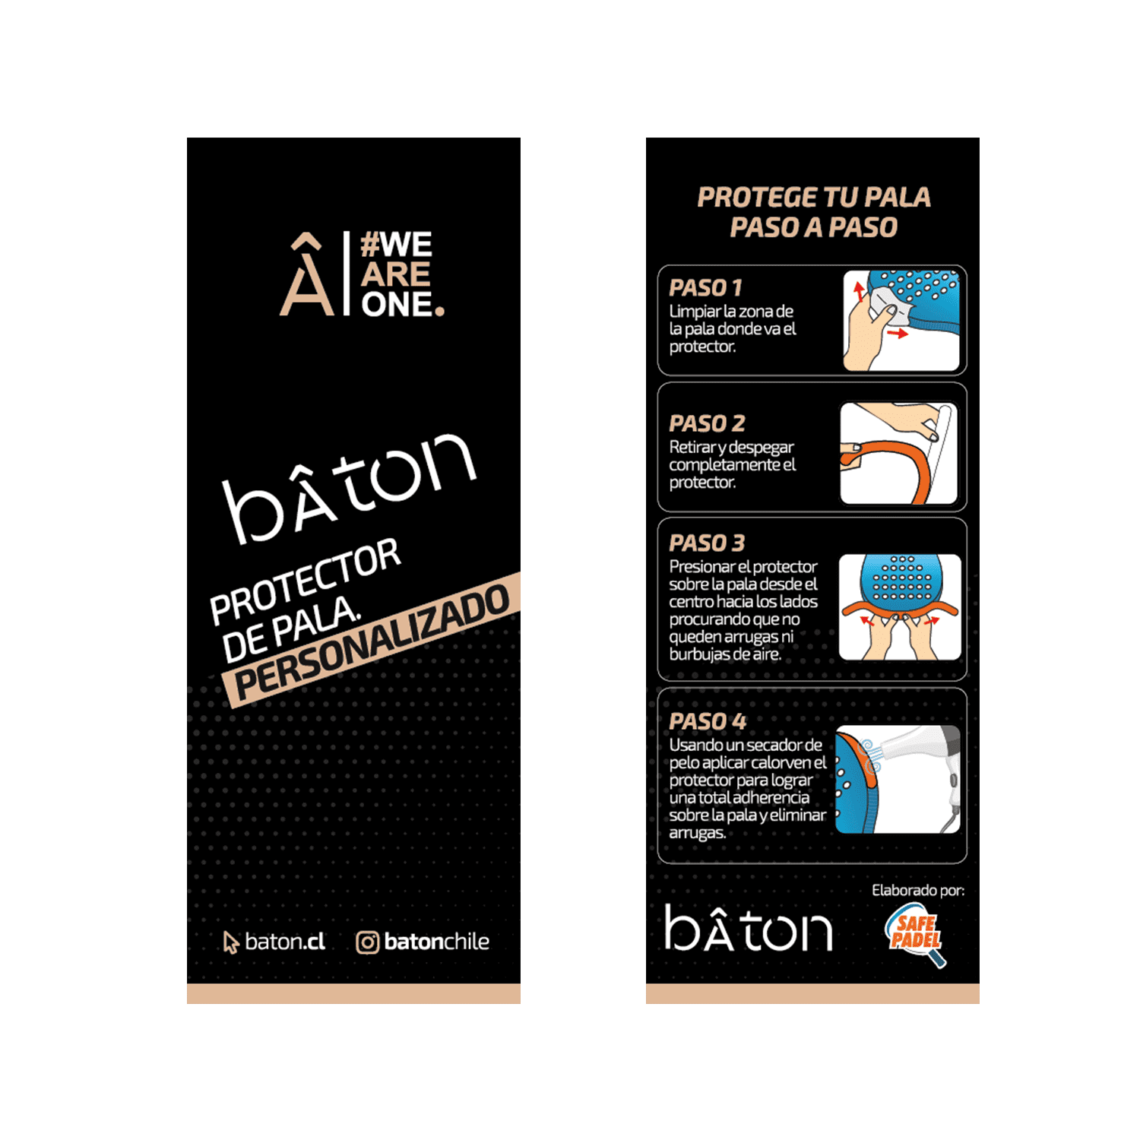 Â
#WE
ARE
ONE.
bâton
PROTECTOR
DE PALA.
PERSONALIZADO
baton.cl
batonchile
PROTEGE TU PALA
PASO A PASO
PASO 1
Limpiar la zona de
la pala donde va el
protector.
PASO 2
Retirar y despegar
completamente el
protector.
PASO 3
Presionar el protector
sobre la pala desde el
centro hacia los lados
procurando que no
queden arrugas ni
burbujas de aire.
PASO 4
Usando un secador de
pelo aplicar calorven el
protector para lograr
una total adherencia
sobre la pala y eliminar
arrugas.
Elaborado por:
bâton
SAFE
PADEL